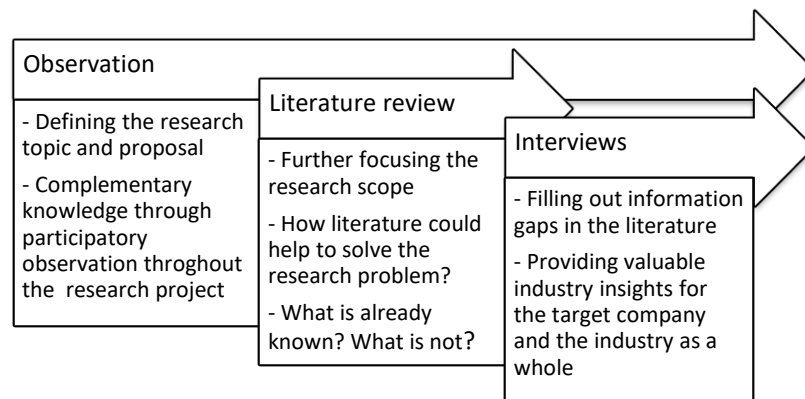 Observation
- Defining the research
topic and proposal
- Complementary
knowledge through
participatory
observation throghout
the research project
Literature review
- Further focusing the
research scope
- How literature could
help to solve the
research problem?
- What is already
known? What is not?
Interviews
- Filling out information
gaps in the literature
- Providing valuable
industry insights for
the target company
and the industry as a
whole